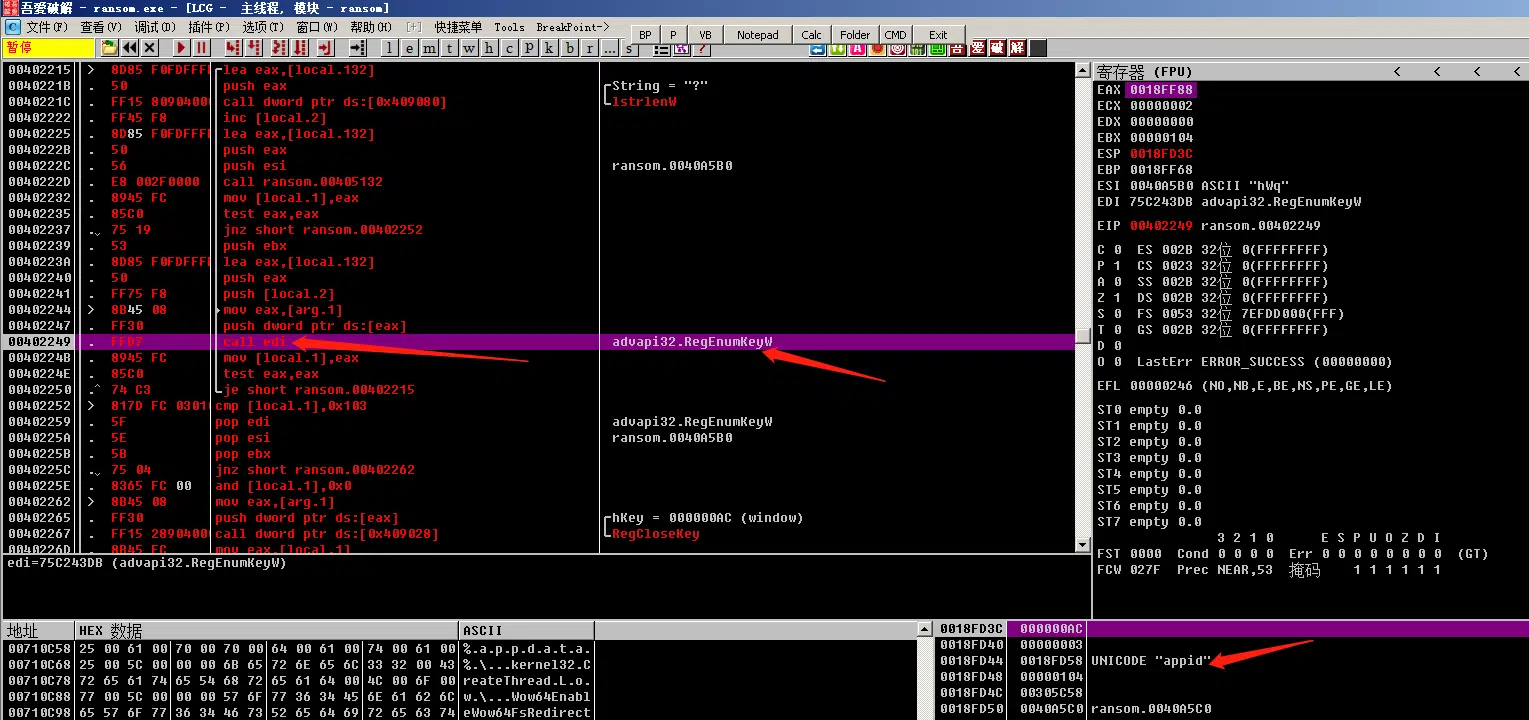 吾爱破解 - ransom.exe - [LCG - 主线程, 模块 - ransom]
文件(F) 查看(V) 调试(D) 插件(P) 选项(T) 窗口(W) 帮助(H) [+] 快捷菜单 Tools BreakPoint->
BP P VB Notepad Calc Folder CMD Exit
暂停 l e m t w h c p k b r ... s 吾 爱 破 解
00402215 > 8D85 F0FDFFFF lea eax,[local.132]
0040221B . 50 push eax String = "?"
0040221C . FF15 80904000 call dword ptr ds:[0x409080] lstrlenW
00402222 . FF45 F8 inc [local.2]
00402225 . 8D85 F0FDFFFF lea eax,[local.132]
0040222B . 50 push eax
0040222C . 56 push esi ransom.0040A5B0
0040222D . E8 002F0000 call ransom.00405132
00402232 . 8945 FC mov [local.1],eax
00402235 . 85C0 test eax,eax
00402237 . 75 19 jnz short ransom.00402252
00402239 . 53 push ebx
0040223A . 8D85 F0FDFFFF lea eax,[local.132]
00402240 . 50 push eax
00402241 . FF75 F8 push [local.2]
00402244 > 8B45 08 mov eax,[arg.1]
00402247 . FF30 push dword ptr ds:[eax]
00402249 . FFD7 call edi advapi32.RegEnumKeyW
0040224B . 8945 FC mov [local.1],eax
0040224E . 85C0 test eax,eax
00402250 .^ 74 C3 je short ransom.00402215
00402252 > 817D FC 0301 cmp [local.1],0x103
00402259 . 5F pop edi advapi32.RegEnumKeyW
0040225A . 5E pop esi ransom.0040A5B0
0040225B . 5B pop ebx
0040225C . 75 04 jnz short ransom.00402262
0040225E . 8365 FC 00 and [local.1],0x0
00402262 > 8B45 08 mov eax,[arg.1]
00402265 . FF30 push dword ptr ds:[eax] hKey = 000000AC (window)
00402267 . FF15 28904000 call dword ptr ds:[0x409028] RegCloseKey
0040226D . 8B45 FC mov eax,[local.1]
edi=75C243DB (advapi32.RegEnumKeyW)
寄存器 (FPU) < < < <
EAX 0018FF88
ECX 00000002
EDX 00000000
EBX 00000104
ESP 0018FD3C
EBP 0018FF68
ESI 0040A5B0 ASCII "hWq"
EDI 75C243DB advapi32.RegEnumKeyW
EIP 00402249 ransom.00402249
C 0 ES 002B 32位 0(FFFFFFFF)
P 1 CS 0023 32位 0(FFFFFFFF)
A 0 SS 002B 32位 0(FFFFFFFF)
Z 1 DS 002B 32位 0(FFFFFFFF)
S 0 FS 0053 32位 7EFDD000(FFF)
T 0 GS 002B 32位 0(FFFFFFFF)
D 0
O 0 LastErr ERROR_SUCCESS (00000000)
EFL 00000246 (NO,NB,E,BE,NS,PE,GE,LE)
ST0 empty 0.0
ST1 empty 0.0
ST2 empty 0.0
ST3 empty 0.0
ST4 empty 0.0
ST5 empty 0.0
ST6 empty 0.0
ST7 empty 0.0
3 2 1 0 E S P U O Z D I
FST 0000 Cond 0 0 0 0 Err 0 0 0 0 0 0 0 0 (GT)
FCW 027F Prec NEAR,53 掩码 1 1 1 1 1 1
地址 HEX 数据 ASCII
00710C58 25 00 61 00 70 00 70 00 64 00 61 00 74 00 61 00 %.a.p.p.d.a.t.a.
00710C68 25 00 5C 00 00 00 6B 65 72 6E 65 6C 33 32 00 43 %.\...kernel32.C
00710C78 72 65 61 74 65 54 68 72 65 61 64 00 4C 00 6F 00 reateThread.L.o.
00710C88 77 00 5C 00 00 00 57 6F 77 36 34 45 6E 61 62 6C w.\...Wow64Enabl
00710C98 65 57 6F 77 36 34 46 73 52 65 64 69 72 65 63 74 eWow64FsRedirect
0018FD3C 000000AC
0018FD40 00000003
0018FD44 0018FD58 UNICODE "appid"
0018FD48 00000104
0018FD4C 00305C58
0018FD50 0040A5C0 ransom.0040A5C0